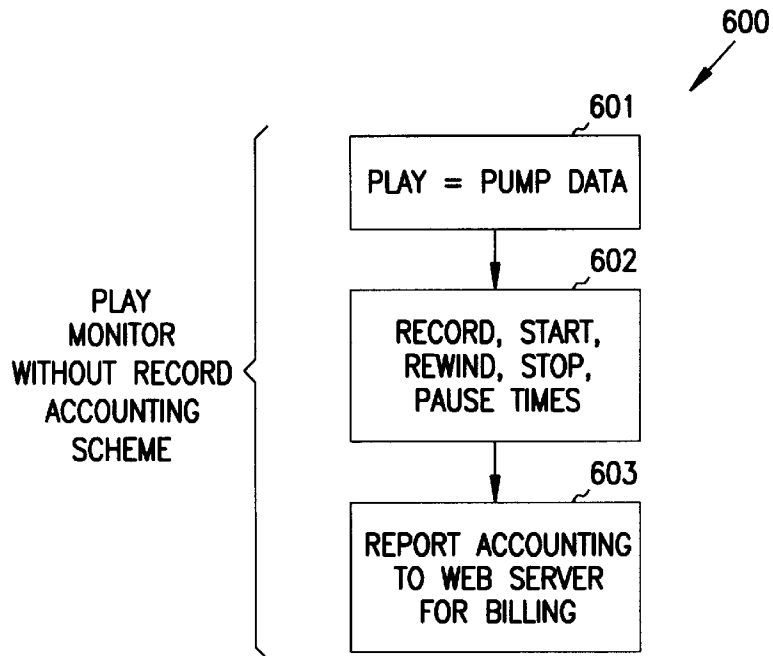 600
601
PLAY = PUMP DATA
602
RECORD, START,
REWIND, STOP,
PAUSE TIMES
603
REPORT ACCOUNTING
TO WEB SERVER
FOR BILLING
PLAY
MONITOR
WITHOUT RECORD
ACCOUNTING
SCHEME